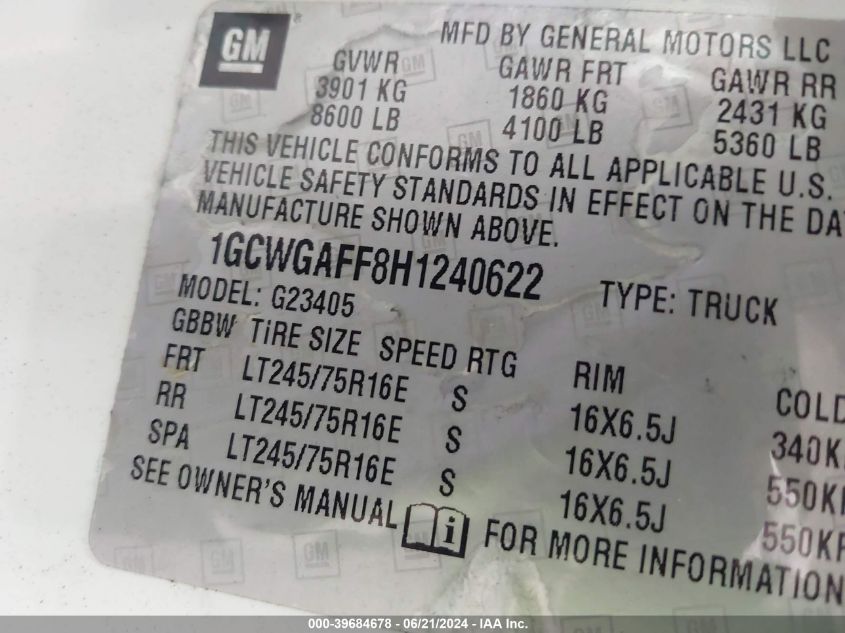 GM
MFD BY GENERAL MOTORS LLC
GVWR GAWR FRT GAWR RR
3901 KG 1860 KG 2431 KG
8600 LB 4100 LB 5360 LB
THIS VEHICLE CONFORMS TO ALL APPLICABLE U.S.
VEHICLE SAFETY STANDARDS IN EFFECT ON THE DA
MANUFACTURE SHOWN ABOVE.
1GCWGAFF8H1240622 TYPE: TRUCK
MODEL: G23405
GBBW TiRE SIZE SPEED RTG RIM COLD
FRT LT245/75R16E S 16X6.5J 340K
RR LT245/75R16E S 16X6.5J 550K
SPA LT245/75R16E S 16X6.5J 550KP
SEE OWNER'S MANUAL i FOR MORE INFORMATION
000-39684678 - 06/21/2024 - IAA Inc.